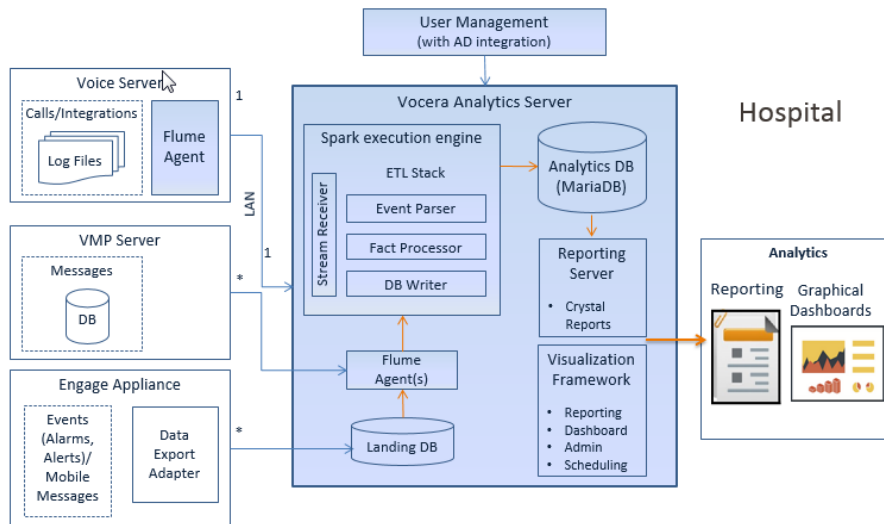 User Management
(with AD integration)
Hospital
Voice Server
Calls/Integrations
Log Files
Flume
Agent
1
LAN
1
VMP Server
Messages
DB
*
Engage Appliance
Events
(Alarms,
Alerts)/
Mobile
Messages
Data
Export
Adapter
*
Vocera Analytics Server
Spark execution engine
ETL Stack
Stream Receiver
Event Parser
Fact Processor
DB Writer
Flume
Agent(s)
Landing DB
Analytics DB
(MariaDB)
Reporting
Server
• Crystal
Reports
Visualization
Framework
• Reporting
• Dashboard
• Admin
• Scheduling
Analytics
Reporting
Graphical
Dashboards